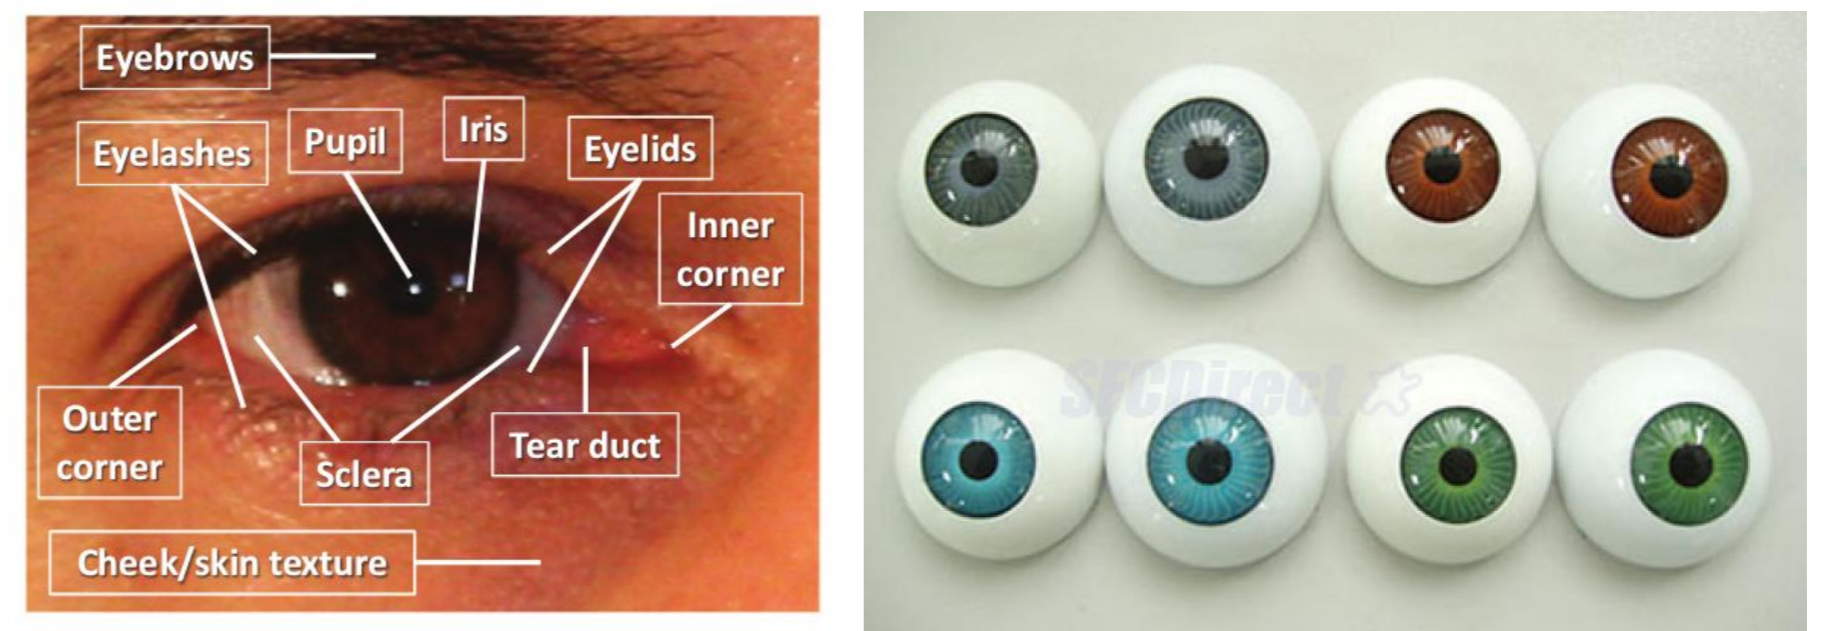 Eyebrows
Eyelashes
Pupil
Iris
Eyelids
Inner
corner
Outer
corner
Sclera
Tear duct
Cheek/skin texture
SFCDirect